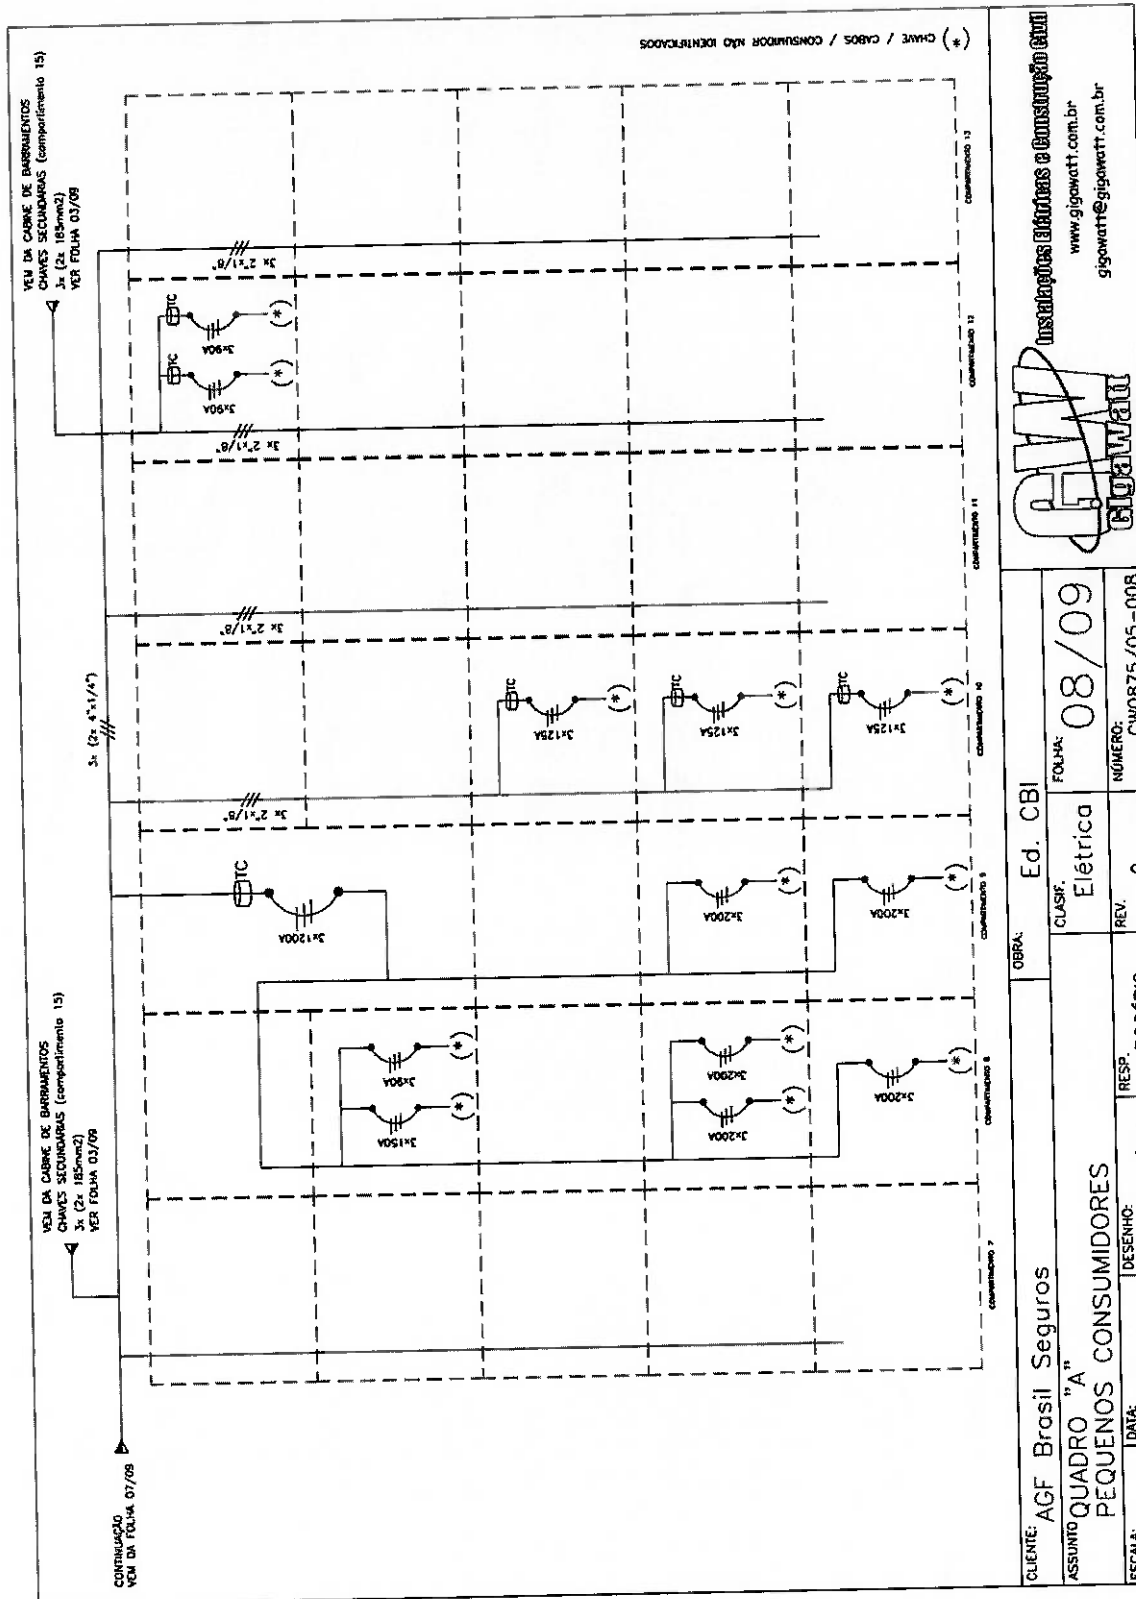 CONTINUAÇÃO
VEM DA FOLHA 07/09
VEM DA CABINE DE BARRAMENTOS
CHAVES SECUNDARIAS (compartimento 15)
3x (2x 185mm2)
VER FOLHA 03/09
3x (2x 4"x1/4")
VEM DA CABINE DE BARRAMENTOS
CHAVES SECUNDARIAS (compartimento 15)
3x (2x 185mm2)
VER FOLHA 03/09
3x150A
(*)
3x90A
(*)
3x200A
(*)
3x200A
(*)
3x200A
(*)
TC
3x1200A
3x200A
(*)
3x200A
(*)
3x 2"x1/8"
TC
3x125A
(*)
TC
3x125A
(*)
TC
3x125A
(*)
3x 2"x1/8"
3x 2"x1/8"
TC
3x90A
(*)
TC
3x90A
(*)
3x 2"x1/8"
COMPARTIMENTO 7
COMPARTIMENTO 8
COMPARTIMENTO 9
COMPARTIMENTO 10
COMPARTIMENTO 11
COMPARTIMENTO 12
COMPARTIMENTO 13
(*) CHAVE / CABOS / CONSUMIDOR NÃO IDENTIFICADOS
CLIENTE: AGF Brasil Seguros
OBRA: Ed. CBI
ASSUNTO QUADRO "A"
PEQUENOS CONSUMIDORES
CLASIF. Elétrica
FOLHA: 08/09
ESCALA:
DATA:
DESENHO:
RESP.
REV.
NÚMERO: GW0875/05-008
GW
GigaWatt
Instalações Elétricas e Construção Civil
www.gigawatt.com.br
gigawatt@gigawatt.com.br